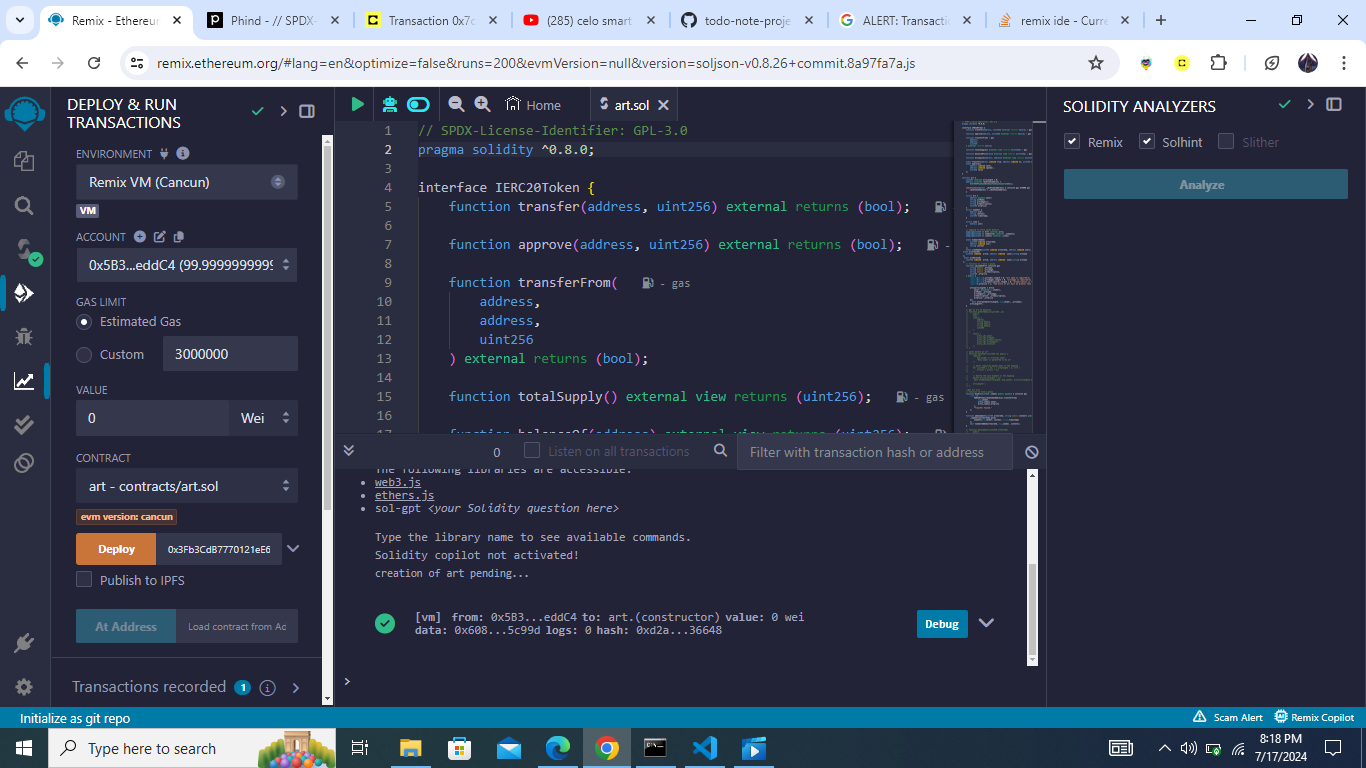 Remix - Ethereum
Phind - // SPDX-
Transaction 0x7c
(285) celo smart
todo-note-proje
ALERT: Transacti
remix ide - Curre
remix.ethereum.org/#lang=en&optimize=false&runs=200&evmVersion=null&version=soljson-v0.8.26+commit.8a97fa7a.js
DEPLOY & RUN
TRANSACTIONS
ENVIRONMENT
Remix VM (Cancun)
VM
ACCOUNT
0x5B3...eddC4 (99.9999999999
GAS LIMIT
Estimated Gas
Custom
3000000
VALUE
0
Wei
CONTRACT
art - contracts/art.sol
evm version: cancun
Deploy
0x3Fb3CdB7770121eE6
Publish to IPFS
At Address
Load contract from Ac
Transactions recorded 1
Home
art.sol
1 // SPDX-License-Identifier: GPL-3.0
2 pragma solidity ^0.8.0;
3
4 interface IERC20Token {
5 function transfer(address, uint256) external returns (bool); -
6
7 function approve(address, uint256) external returns (bool); -
8
9 function transferFrom( - gas
10 address,
11 address,
12 uint256
13 ) external returns (bool);
14
15 function totalSupply() external view returns (uint256); - gas
16
17 function balanceOf(address) external view returns (uint256);
0
Listen on all transactions
Filter with transaction hash or address
The following libraries are accessible:
• web3.js
• ethers.js
• sol-gpt <your Solidity question here>
Type the library name to see available commands.
Solidity copilot not activated!
creation of art pending...
[vm] from: 0x5B3...eddC4 to: art.(constructor) value: 0 wei
data: 0x608...5c99d logs: 0 hash: 0xd2a...36648
Debug
>
SOLIDITY ANALYZERS
Remix
Solhint
Slither
Analyze
Initialize as git repo
Scam Alert
Remix Copilot
Type here to search
8:18 PM
7/17/2024